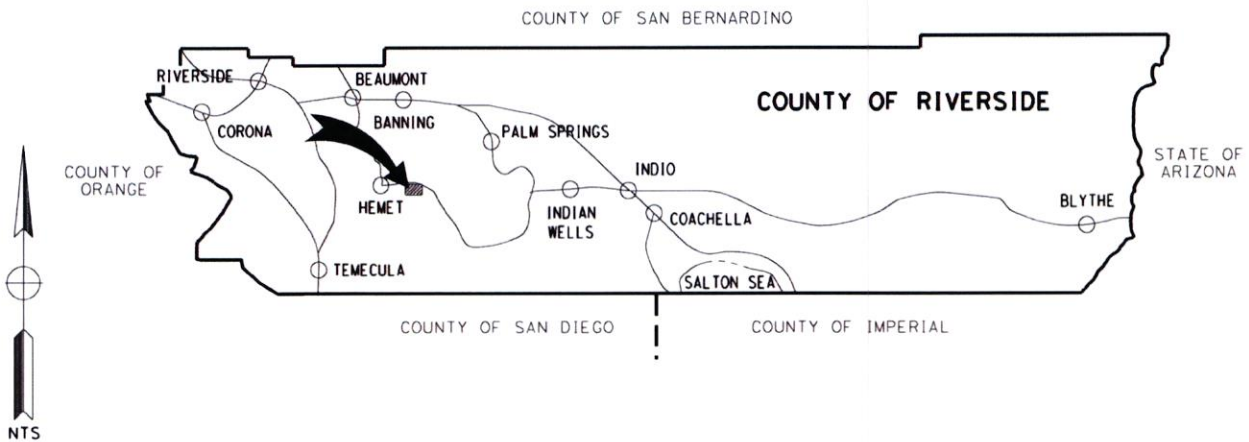 COUNTY OF SAN BERNARDINO
RIVERSIDE
BEAUMONT
COUNTY OF RIVERSIDE
CORONA
BANNING
PALM SPRINGS
COUNTY OF
ORANGE
STATE OF
ARIZONA
INDIO
HEMET
INDIAN
WELLS
COACHELLA
BLYTHE
TEMECULA
SALTON SEA
COUNTY OF SAN DIEGO
COUNTY OF IMPERIAL
NTS